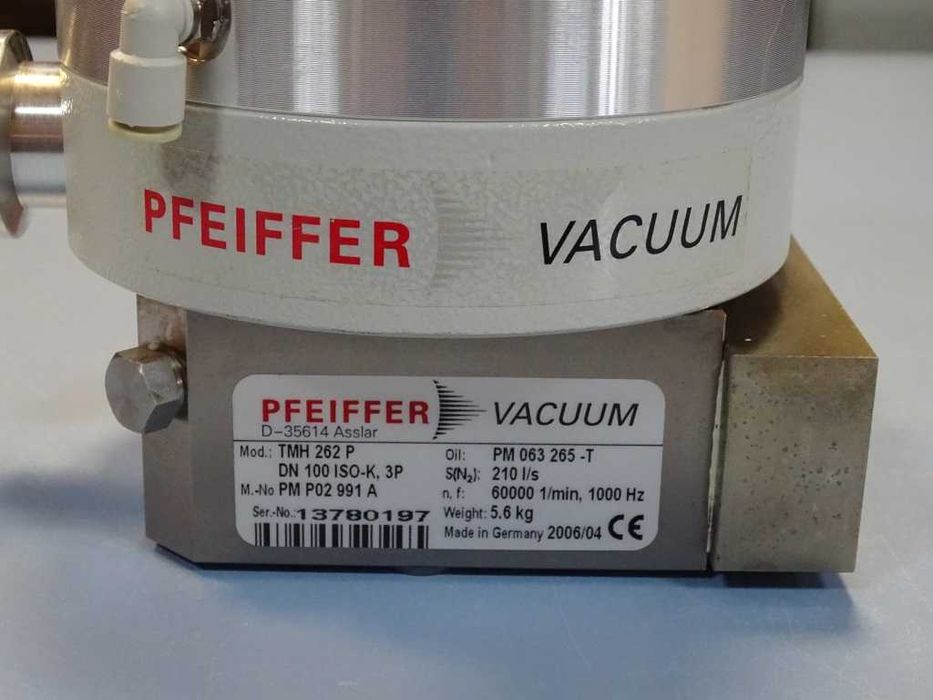 PFEIFFER VACUUM
PFEIFFER VACUUM
D-35614 Asslar
Mod.: TMH 262 P
DN 100 ISO-K, 3P
M.-No PM P02 991 A
Ser.-No.: 13780197
Oil: PM 063 265 -T
S(N₂): 210 l/s
n, f: 60000 1/min, 1000 Hz
Weight: 5.6 kg
Made in Germany 2006/04 CE